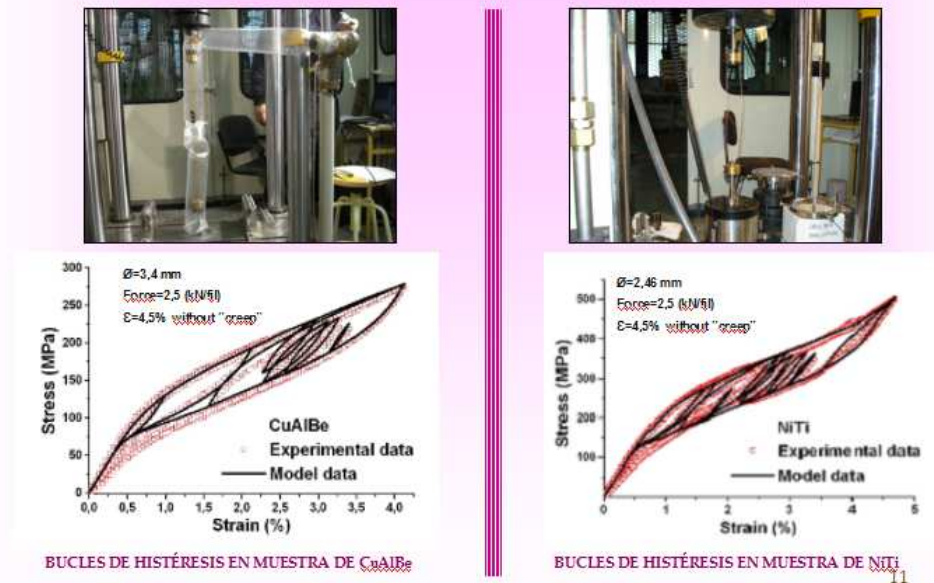 300
250
200
150
100
50
0
Stress (MPa)
Ø=3,4 mm
Force=2,5 (kN/fil)
Ɛ=4,5% without "creep"
CuAlBe
Experimental data
Model data
0,0 0,5 1,0 1,5 2,0 2,5 3,0 3,5 4,0
Strain (%)
BUCLES DE HISTÉRESIS EN MUESTRA DE CuAlBe
500
400
300
200
100
Stress (MPa)
Ø=2,46 mm
Force=2,5 (kN/fil)
Ɛ=4,5% without "creep"
NiTi
Experimental data
Model data
0 1 2 3 4 5
Strain (%)
BUCLES DE HISTÉRESIS EN MUESTRA DE NiTi
11